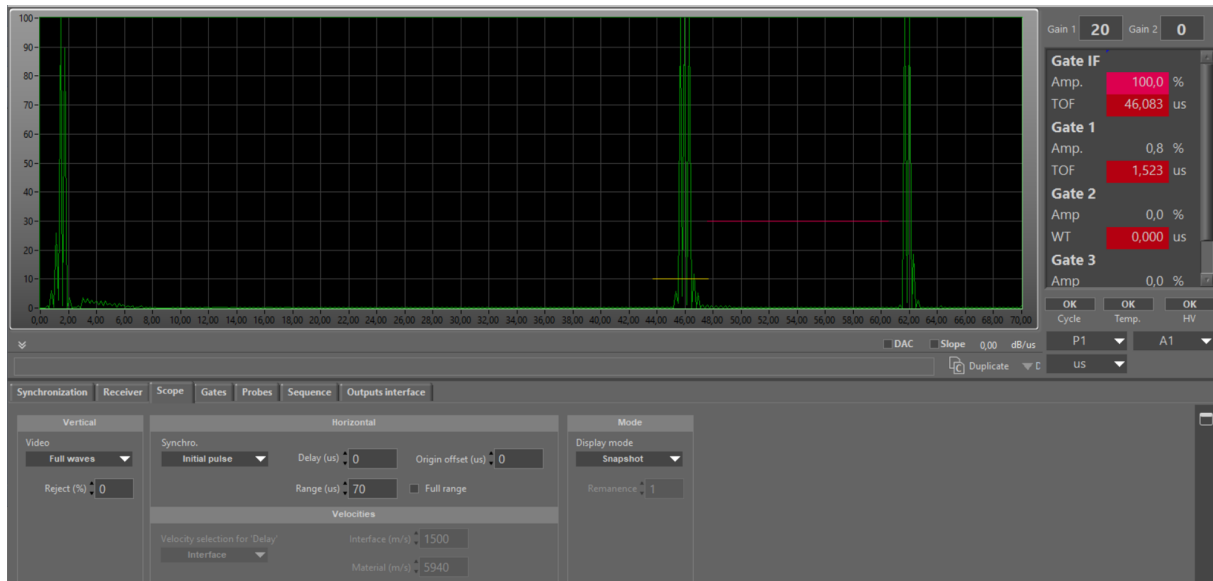 100
90
80
70
60
50
40
30
20
10
0
0,00 2,00 4,00 6,00 8,00 10,00 12,00 14,00 16,00 18,00 20,00 22,00 24,00 26,00 28,00 30,00 32,00 34,00 36,00 38,00 40,00 42,00 44,00 46,00 48,00 50,00 52,00 54,00 56,00 58,00 60,00 62,00 64,00 66,00 68,00 70,00
Gain 1 20 Gain 2 0
Gate IF
Amp. 100,0 %
TOF 46,083 us
Gate 1
Amp. 0,8 %
TOF 1,523 us
Gate 2
Amp 0,0 %
WT 0,000 us
Gate 3
Amp 0,0 %
OK OK OK
Cycle Temp. HV
P1 A1
us
DAC Slope 0,00 dB/us
Duplicate
Synchronization Receiver Scope Gates Probes Sequence Outputs interface
Vertical
Video
Full waves
Reject (%) 0
Horizontal
Synchro.
Initial pulse Delay (us) 0 Origin offset (us) 0
Range (us) 70 Full range
Velocities
Velocity selection for 'Delay' Interface (m/s) 1500
Interface
Material (m/s) 5940
Mode
Display mode
Snapshot
Remanence 1